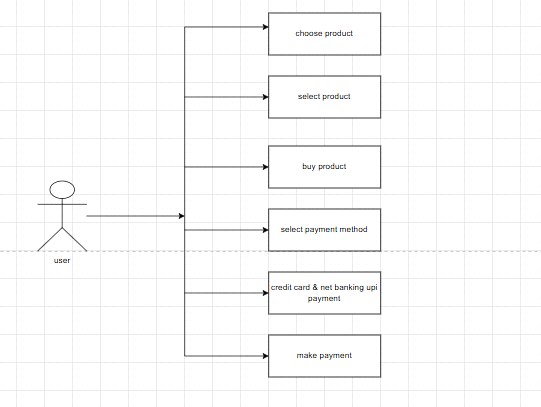 choose product
select product
buy product
select payment method
user
credit card & net banking upi
payment
make payment